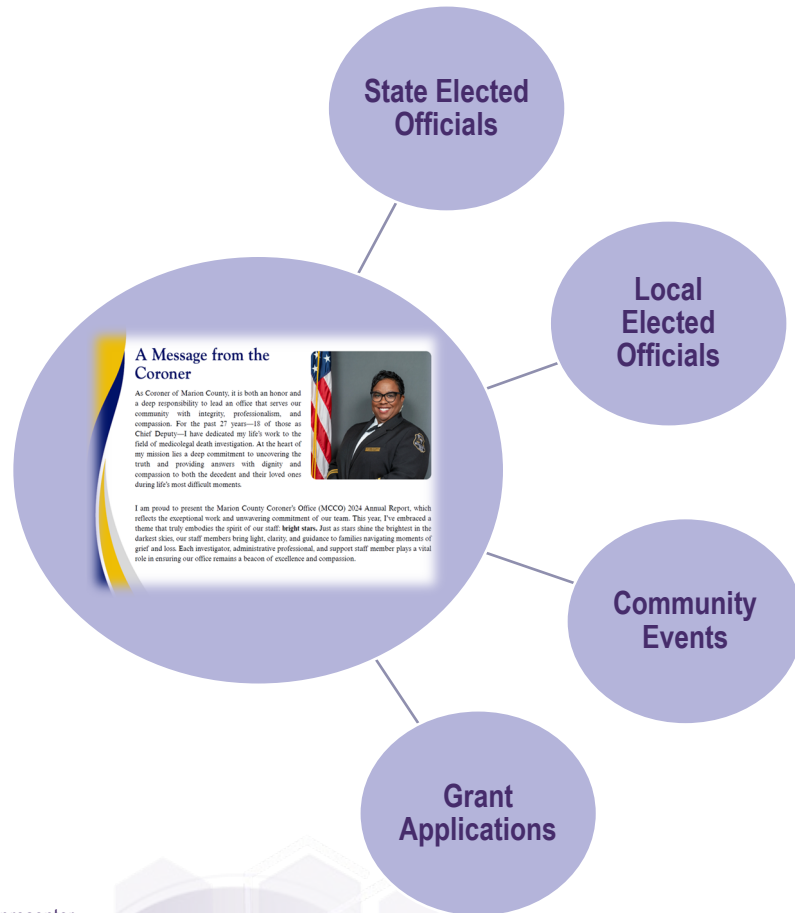 State Elected
Officials
Local
Elected
Officials
A Message from the
Coroner
As Coroner of Marion County, it is both an honor and
a deep responsibility to lead an office that serves our
community with integrity, professionalism, and
compassion. For the past 27 years—18 of those as
Chief Deputy—I have dedicated my life's work to the
field of medicolegal death investigation. At the heart of
my mission lies a deep commitment to uncovering the
truth and providing answers with dignity and
compassion to both the decedent and their loved ones
during life's most difficult moments.
I am proud to present the Marion County Coroner's Office (MCCO) 2024 Annual Report, which
reflects the exceptional work and unwavering commitment of our team. This year, I've embraced a
theme that truly embodies the spirit of our staff: bright stars. Just as stars shine the brightest in the
darkest skies, our staff members bring light, clarity, and guidance to families navigating moments of
grief and loss. Each investigator, administrative professional, and support staff member plays a vital
role in ensuring our office remains a beacon of excellence and compassion.
Community
Events
Grant
Applications